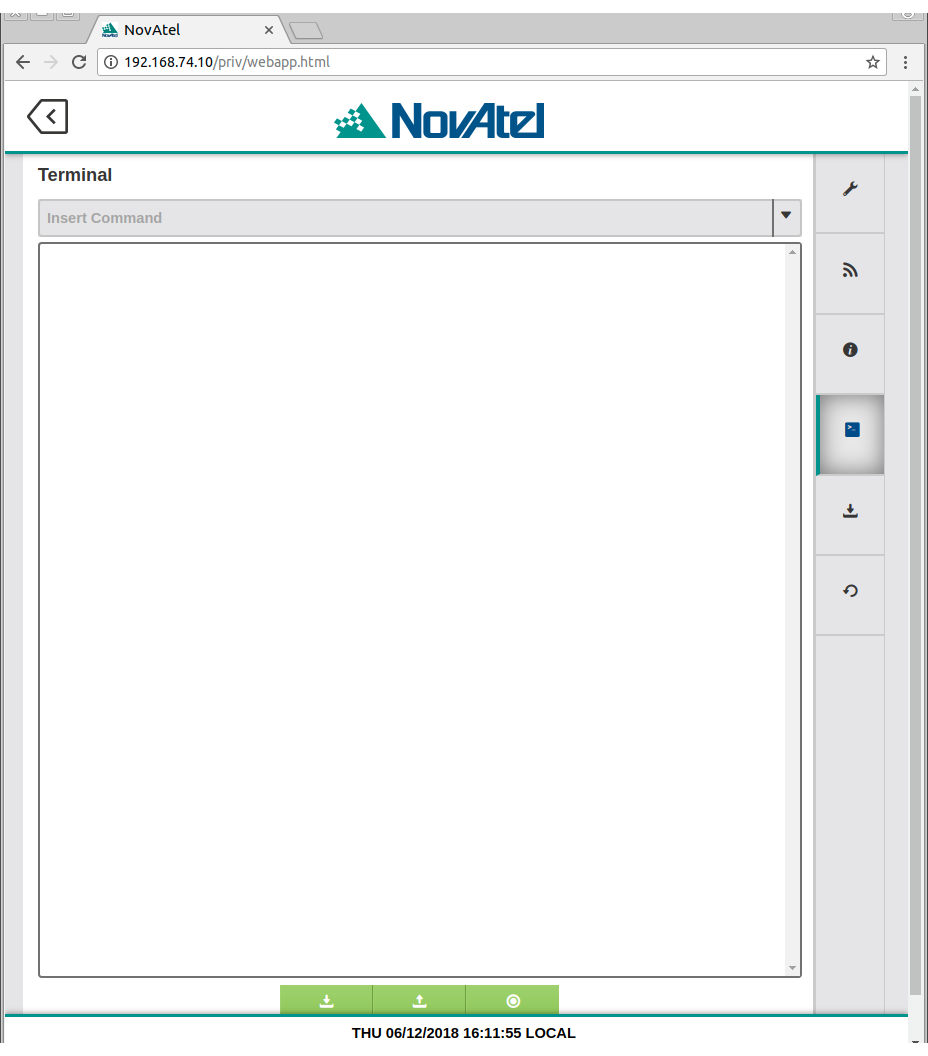 NovAtel
192.168.74.10/priv/webapp.html
NovAtel
Terminal
Insert Command
THU 06/12/2018 16:11:55 LOCAL